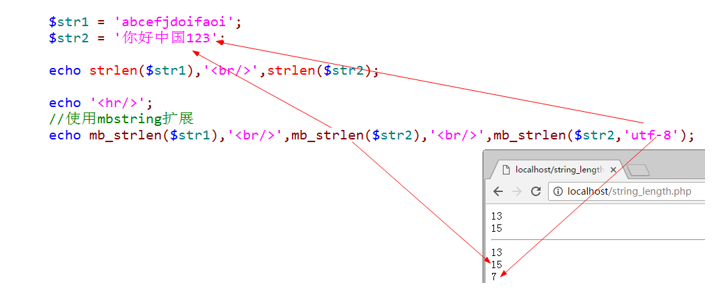 $str1 = 'abcefjdoifaoi';
$str2 = '你好中国123';
echo strlen($str1),'<br/>',strlen($str2);
echo '<hr/>';
//使用mbstring扩展
echo mb_strlen($str1),'<br/>',mb_strlen($str2),'<br/>',mb_strlen($str2,'utf-8');
localhost/string_length
localhost/string_length.php
13
15
13
15
7